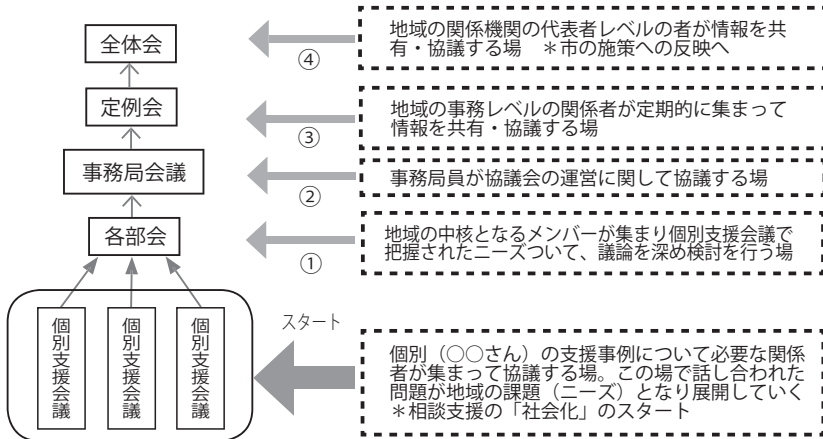 全体会
④
地域の関係機関の代表者レベルの者が情報を共
有・協議する場　＊市の施策への反映へ
定例会
③
地域の事務レベルの関係者が定期的に集まって
情報を共有・協議する場
事務局会議
②
事務局員が協議会の運営に関して協議する場
各部会
①
地域の中核となるメンバーが集まり個別支援会議で
把握されたニーズついて、議論を深め検討を行う場
個別支援会議
個別支援会議
個別支援会議
スタート
個別（○○さん）の支援事例について必要な関係
者が集まって協議する場。この場で話し合われた
問題が地域の課題（ニーズ）となり展開していく
＊相談支援の「社会化」のスタート